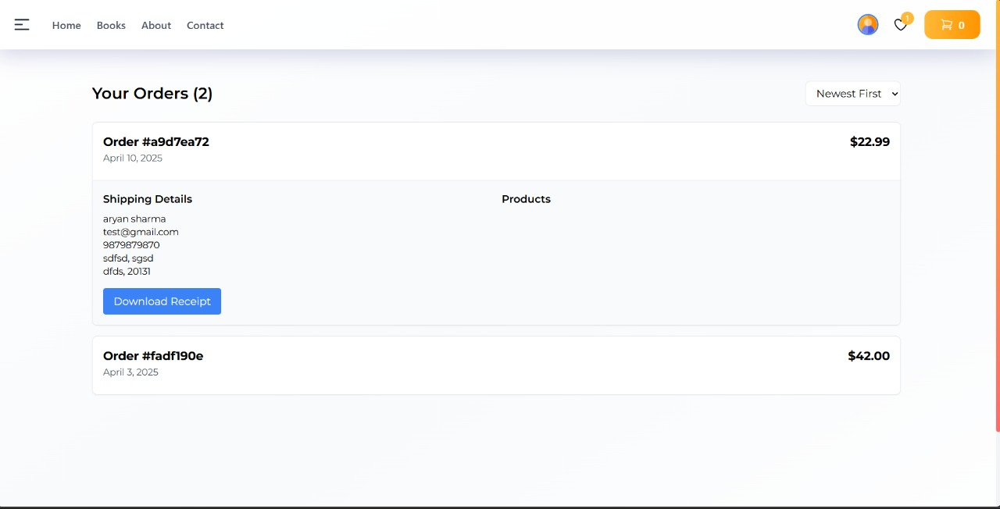 Home Books About Contact 1 0
Your Orders (2) Newest First
Order #a9d7ea72 $22.99
April 10, 2025
Shipping Details Products
aryan sharma
test@gmail.com
9879879870
sdfsd, sgsd
dfds, 20131
Download Receipt
Order #fadf190e $42.00
April 3, 2025